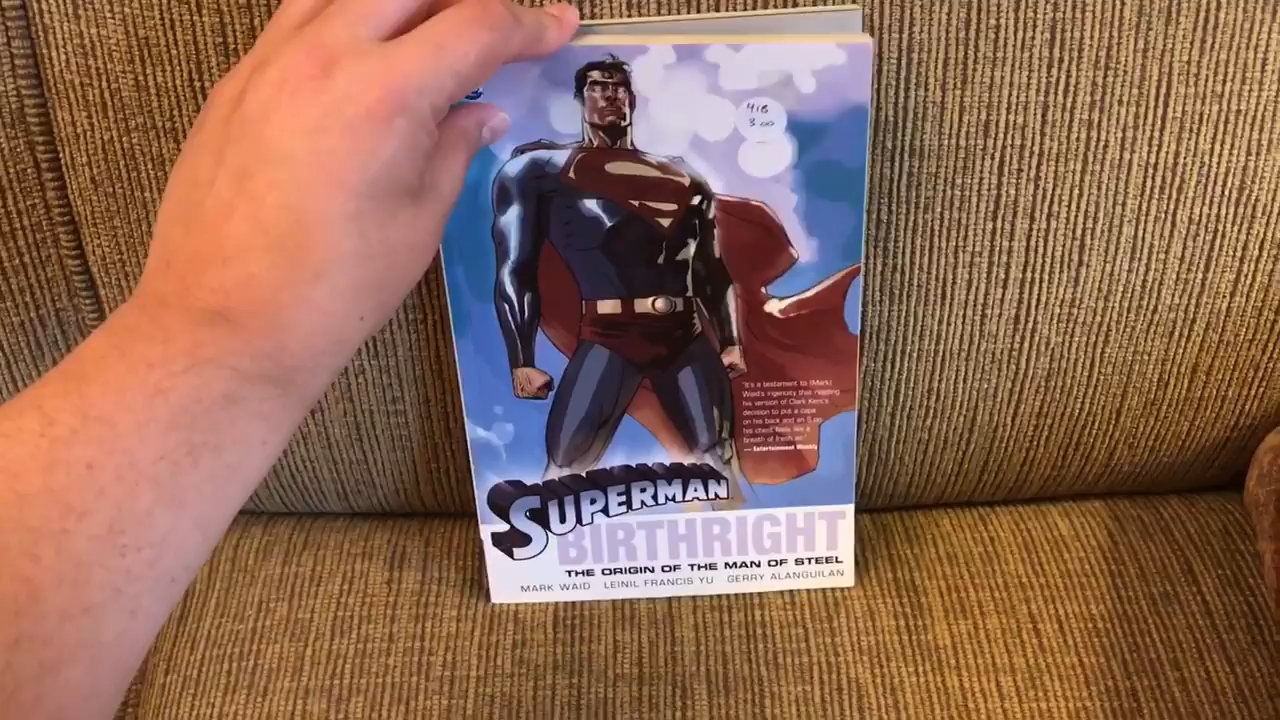 418
3.00
"It's a testament to (Mark)
Waid's ingenuity that reading
his version of Clark Kent's
decision to put a cape
on his back and an S on
his chest feels like a
breath of fresh air."
— Entertainment Weekly
SUPERMAN
BIRTHRIGHT
THE ORIGIN OF THE MAN OF STEEL
MARK WAID LEINIL FRANCIS YU GERRY ALANGUILAN